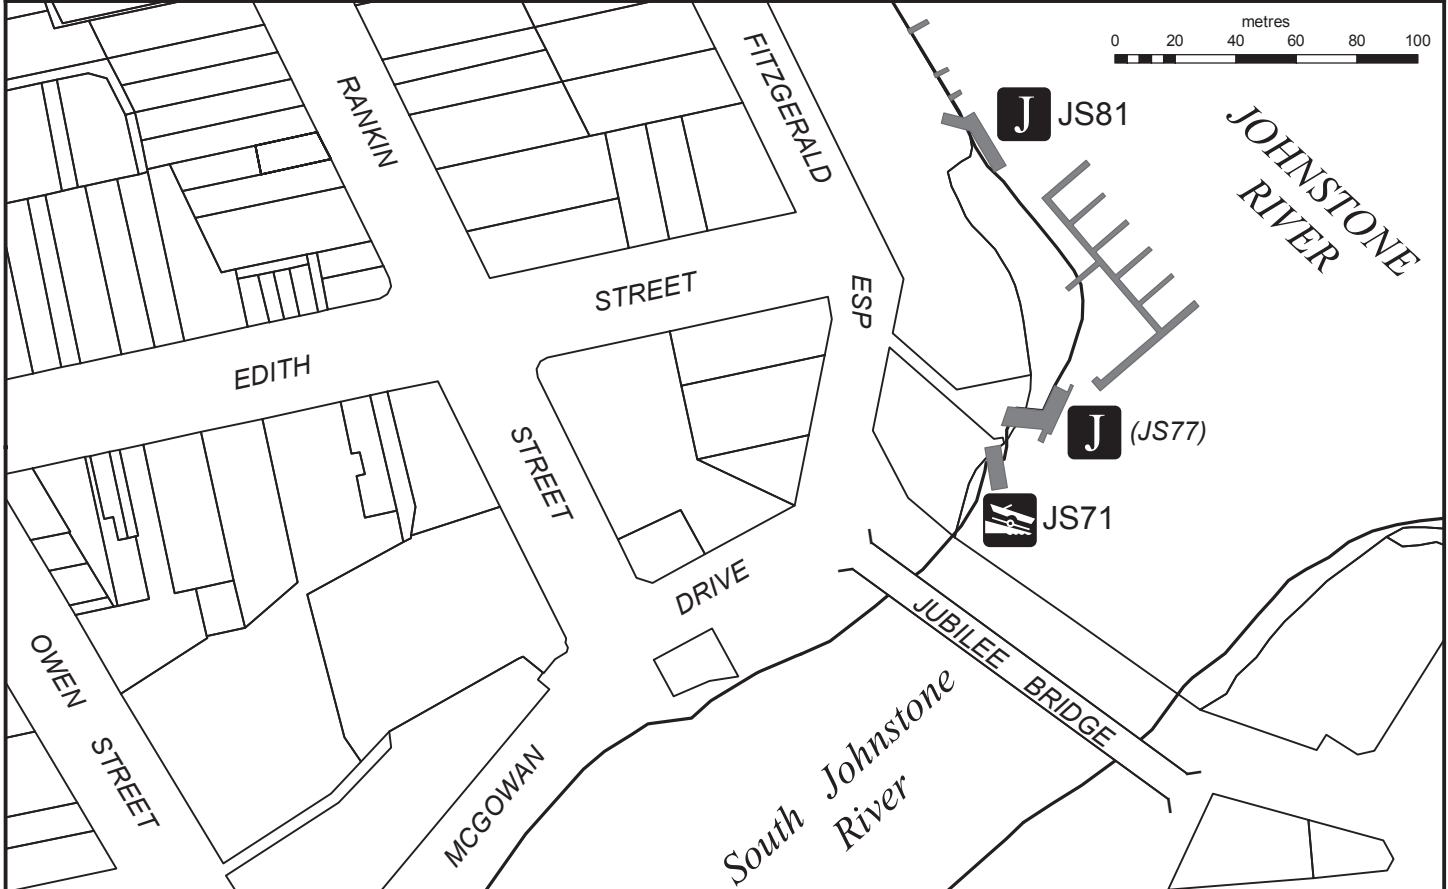 metres
0 20 40 60 80 100
J JS81
JOHNSTONE
RIVER
RANKIN
FITZGERALD
STREET
ESP
EDITH
STREET
J (JS77)
JS71
DRIVE
JUBILEE BRIDGE
OWEN STREET
MCGOWAN
South Johnstone
River